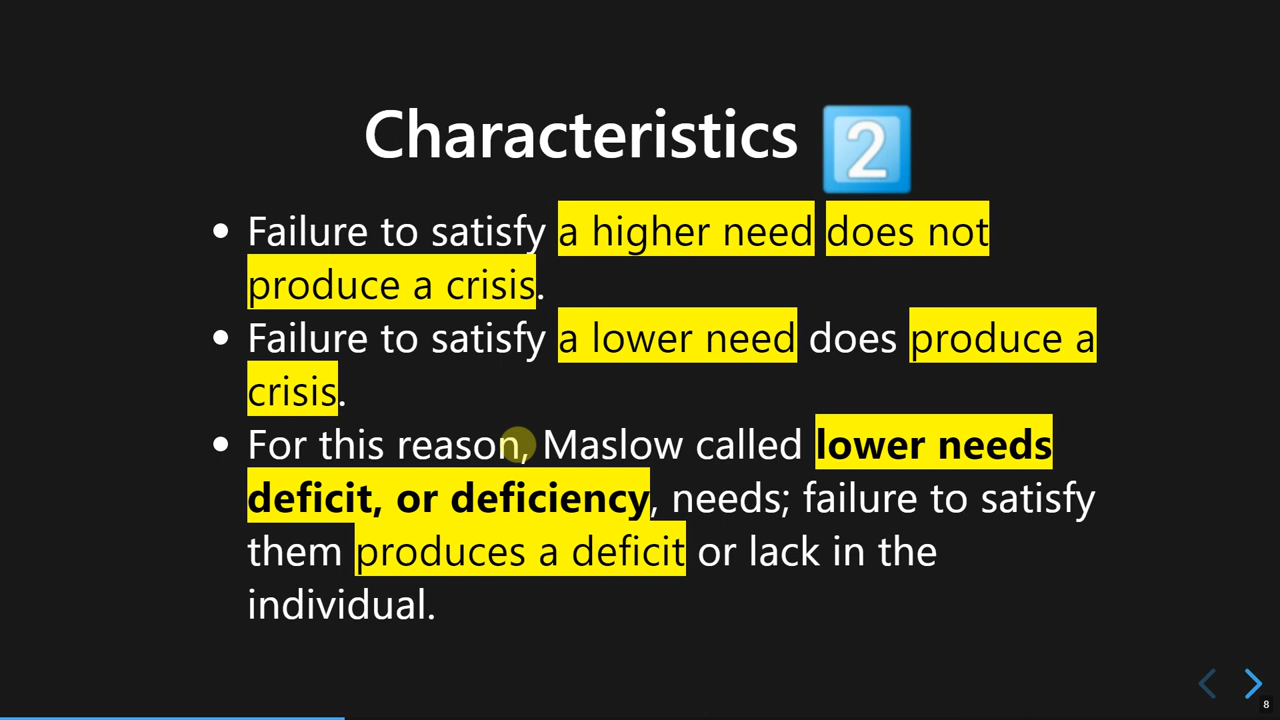 Characteristics 2️⃣
• Failure to satisfy a higher need does not
produce a crisis.
• Failure to satisfy a lower need does produce a
crisis.
• For this reason, Maslow called lower needs
deficit, or deficiency, needs; failure to satisfy
them produces a deficit or lack in the
individual.
8